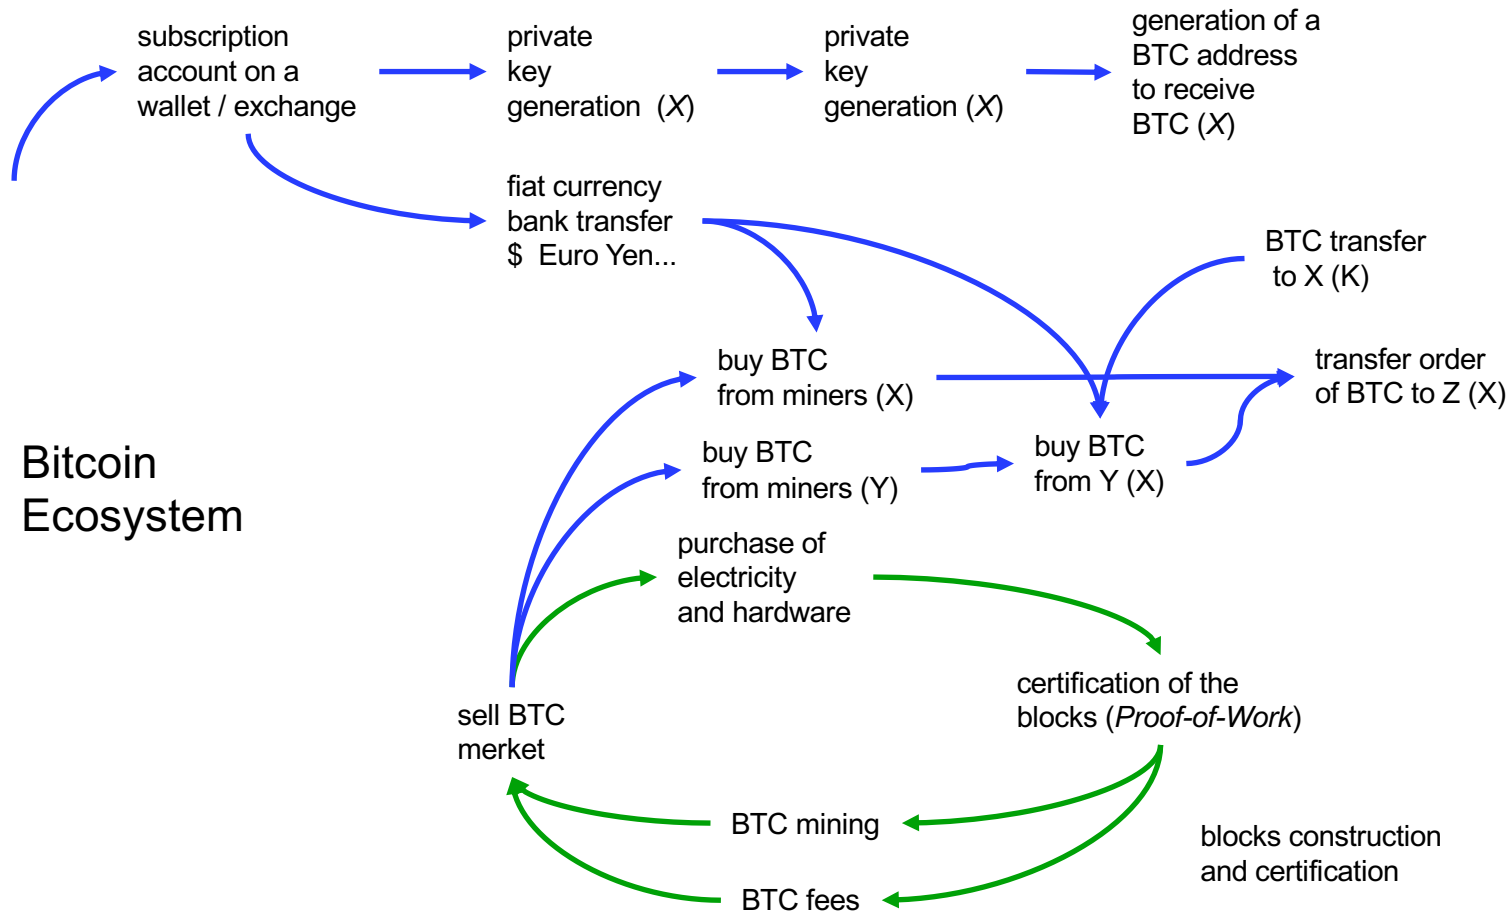 subscription
account on a
wallet / exchange
private
key
generation (X)
private
key
generation (X)
generation of a
BTC address
to receive
BTC (X)
fiat currency
bank transfer
$ Euro Yen...
BTC transfer
to X (K)
buy BTC
from miners (X)
transfer order
of BTC to Z (X)
Bitcoin
Ecosystem
buy BTC
from miners (Y)
buy BTC
from Y (X)
purchase of
electricity
and hardware
certification of the
blocks (Proof-of-Work)
sell BTC
merket
BTC mining
blocks construction
and certification
BTC fees